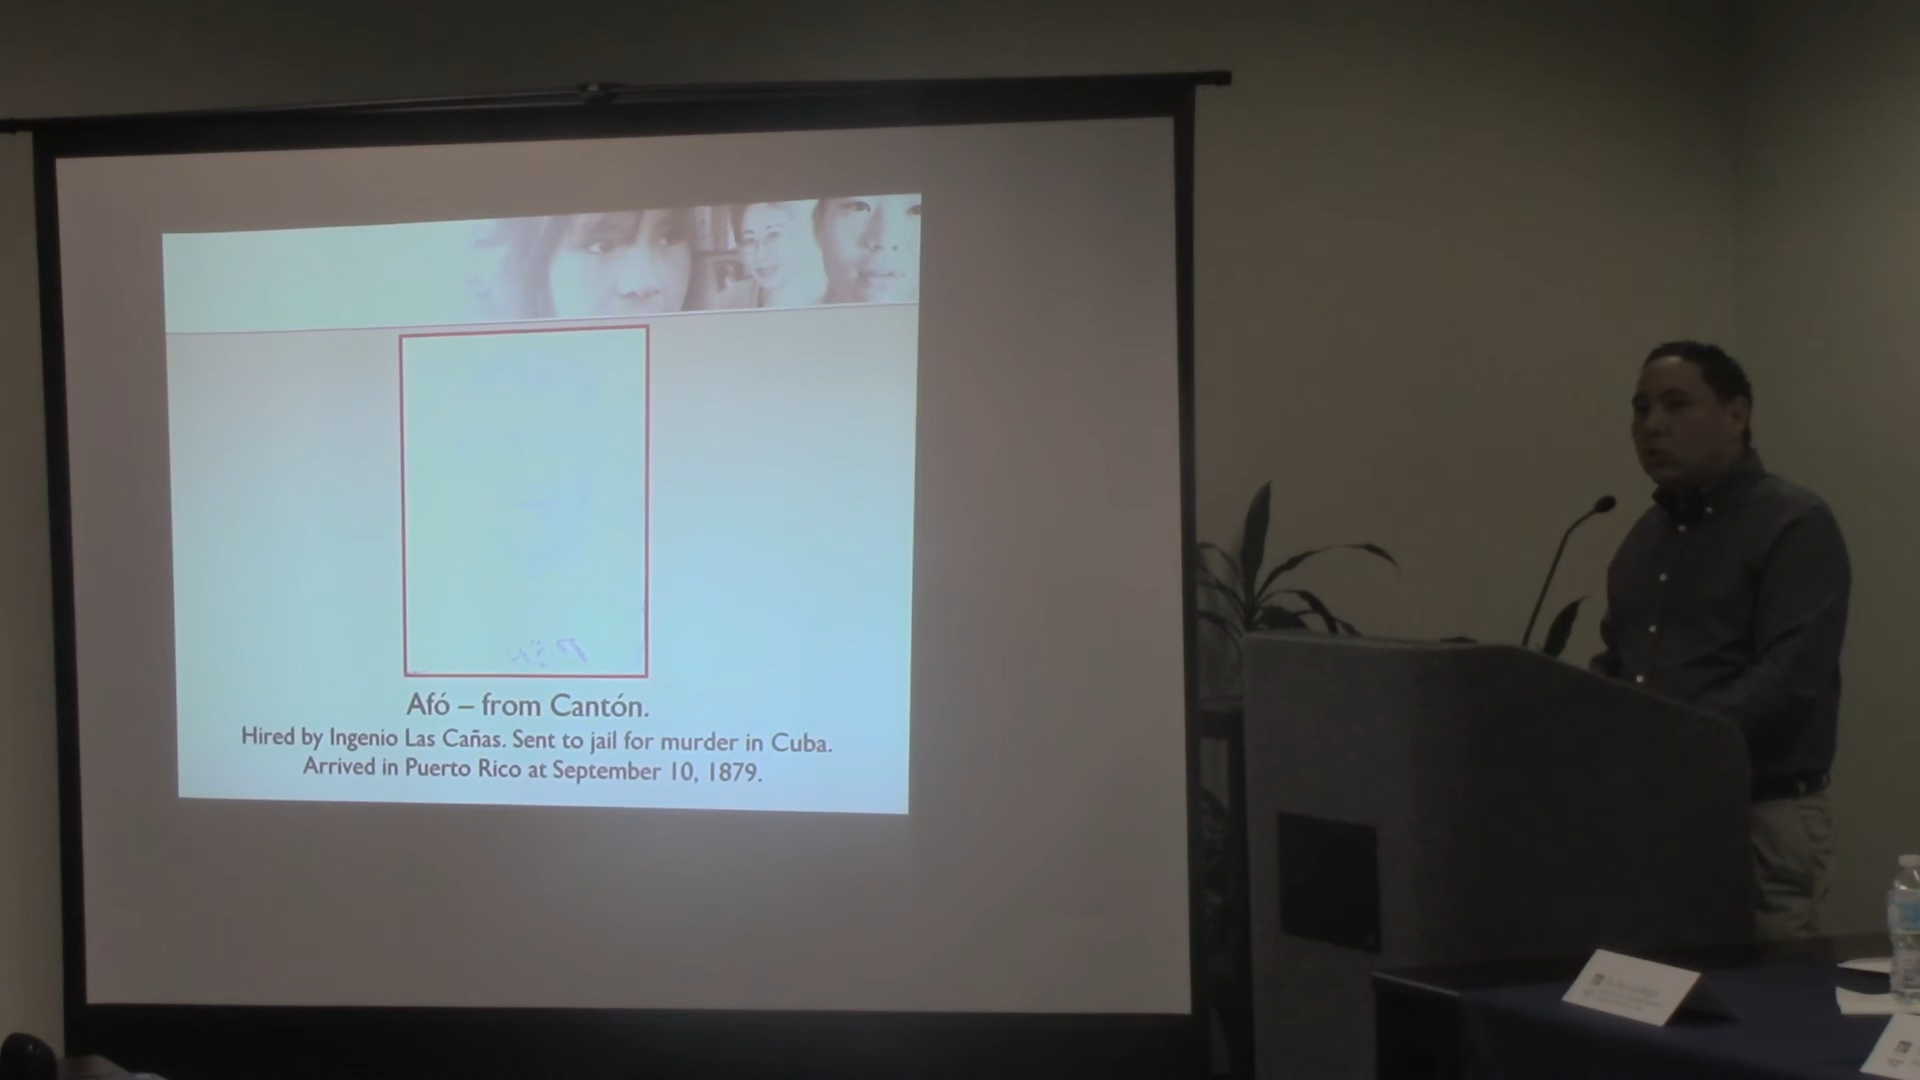 Afó – from Cantón.
Hired by Ingenio Las Cañas. Sent to jail for murder in Cuba.
Arrived in Puerto Rico at September 10, 1879.